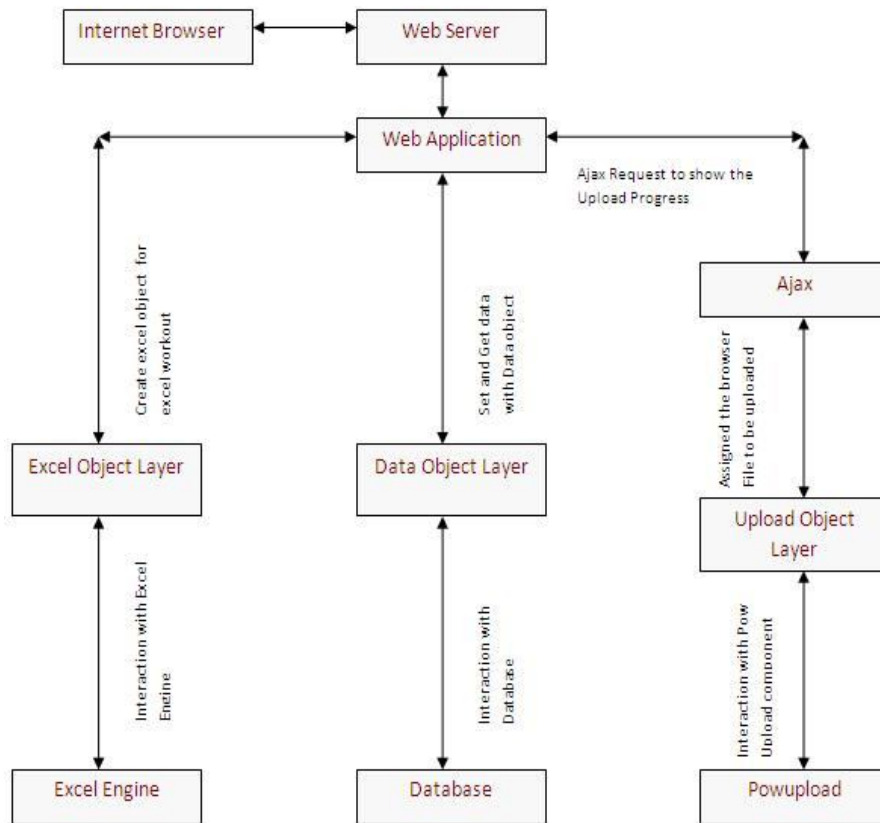 Internet Browser
Web Server
Web Application
Ajax Request to show the
Upload Progress
Ajax
Create excel object for
excel workout
Set and Get data
with Data object
Assigned the browser
File to be uploaded
Excel Object Layer
Data Object Layer
Upload Object
Layer
Interaction with Excel
Engine
Interaction with
Database
Interaction with Pow
Upload component
Excel Engine
Database
Powupload